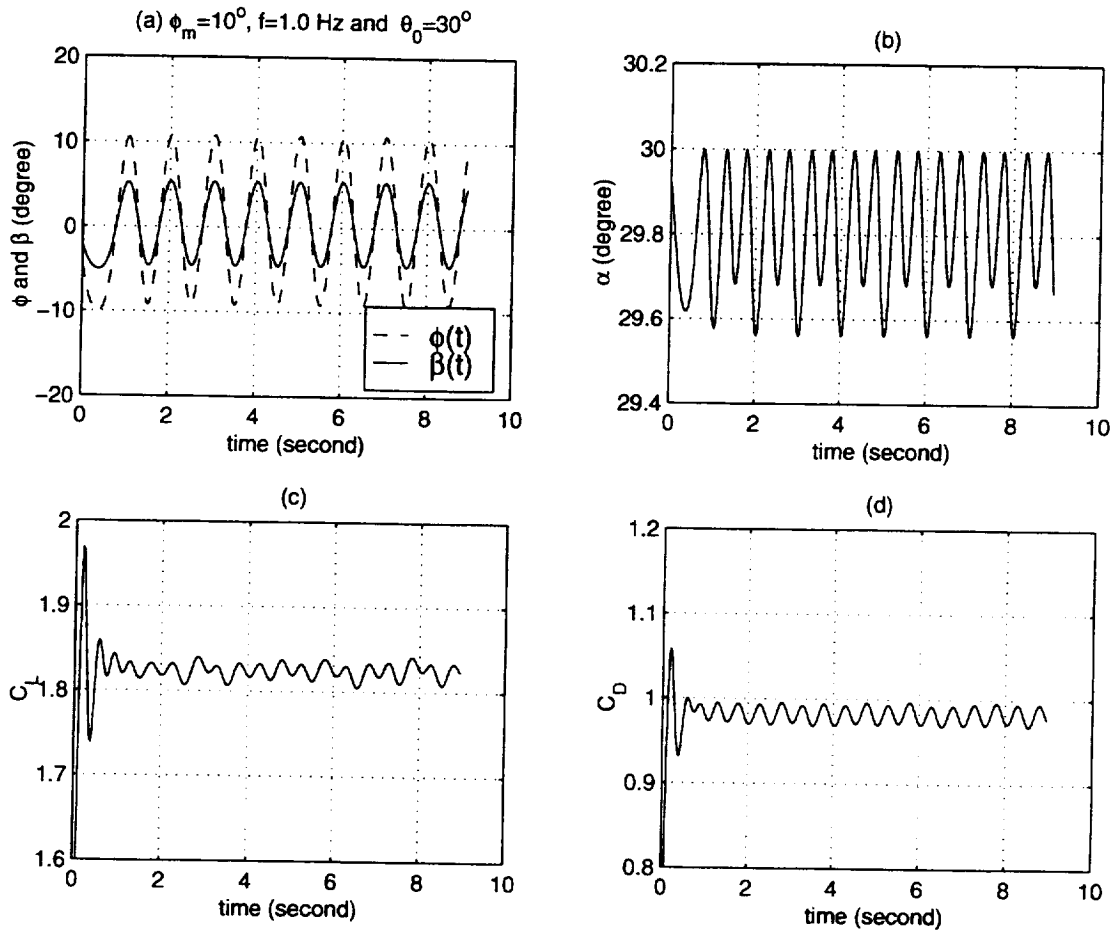 (a) ϕm=10°, f=1.0 Hz and θ0=30°
20
10
0
−10
−20
ϕ and β (degree)
ϕ(t)
β(t)
0 2 4 6 8 10
time (second)
(b)
30.2
30
29.8
29.6
29.4
α (degree)
0 2 4 6 8 10
time (second)
(c)
2
1.9
1.8
1.7
1.6
CL
0 2 4 6 8 10
time (second)
(d)
1.2
1.1
1
0.9
0.8
CD
0 2 4 6 8 10
time (second)